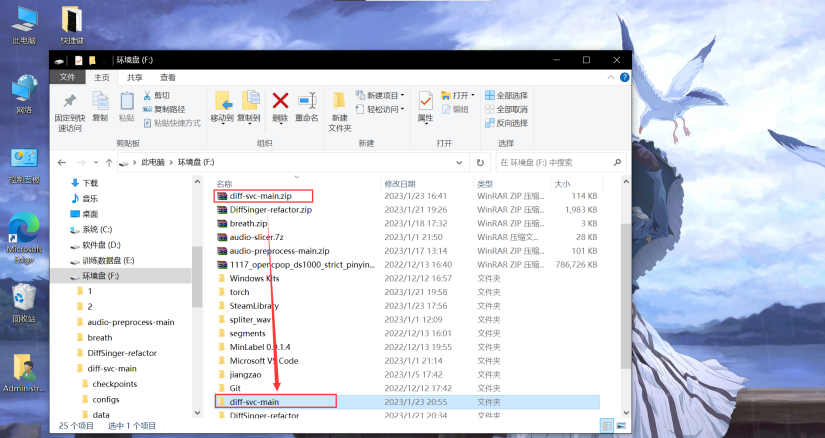 此电脑
快捷键
网络
控制面板
Microsoft
Edge
回收站
Administr...
环境盘 (F:)
文件 主页 共享 查看
固定到快
速访问
复制
粘贴
剪切
复制路径
粘贴快捷方式
移动到 复制到 删除 重命名
新建
文件夹
新建项目
轻松访问
属性
打开
编辑
全部选择
全部取消
反向选择
剪贴板 组织 新建 打开 选择
此电脑 环境盘 (F:)
在 环境盘 (F:) 中搜索
下载
音乐
桌面
系统 (C:)
软件盘 (D:)
训练数据盘 (E:)
环境盘 (F:)
1
2
audio-preprocess-main
breath
DiffSinger-refactor
diff-svc-main
checkpoints
configs
data
名称 修改日期 类型 大小
diff-svc-main.zip 2023/1/23 16:41 WinRAR ZIP 压缩... 114 KB
DiffSinger-refactor.zip 2023/1/21 19:26 WinRAR ZIP 压缩... 1,983 KB
breath.zip 2023/1/18 17:32 WinRAR ZIP 压缩... 3 KB
audio-slicer.7z 2023/1/1 21:50 WinRAR 压缩文... 28 KB
audio-preprocess-main.zip 2023/1/17 13:14 WinRAR ZIP 压缩... 101 KB
1117_opencpop_ds1000_strict_pinyin... 2022/12/13 16:40 WinRAR ZIP 压缩... 786,726 KB
Windows Kits 2022/12/12 16:57 文件夹
torch 2023/1/21 19:58 文件夹
SteamLibrary 2023/1/23 17:56 文件夹
spliter_wav 2023/1/1 12:09 文件夹
segments 2022/12/13 16:01 文件夹
MinLabel 0.0.1.4 2022/12/13 19:55 文件夹
Microsoft VS Code 2023/1/1 21:14 文件夹
jiangzao 2023/1/5 17:42 文件夹
Git 2022/12/12 17:42 文件夹
diff-svc-main 2023/1/23 20:55 文件夹
DiffSinger-refactor 2023/1/21 20:34 文件夹
25 个项目 选中 1 个项目